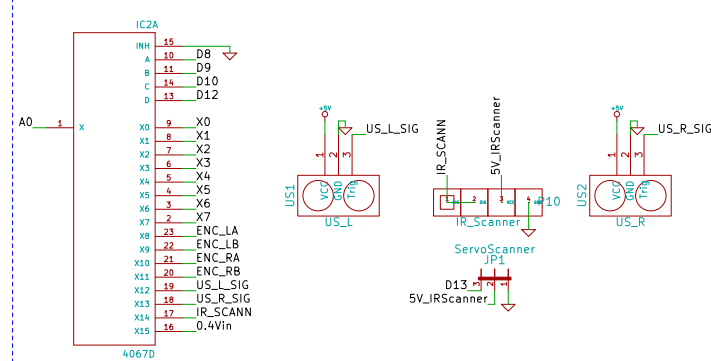 IC2A
INH 15
A 10 D8
B 11 D9
C 14 D10
D 13 D12
A0 1 X
X0 9 X0
X1 8 X1
X2 7 X2
X3 6 X3
X4 5 X4
X5 4 X5
X6 3 X6
X7 2 X7
X8 23 ENC_LA
X9 22 ENC_LB
X10 21 ENC_RA
X11 20 ENC_RB
X12 19 US_L_SIG
X13 18 US_R_SIG
X14 17 IR_SCANN
X15 16 0.4Vin
4067D
+5V
US_L_SIG
1 2 3
VCC GND Trig
US1
US_L
IR_SCANN
5V_IRScanner
1 2 SIG 3 VCC 4
P10
IR_Scanner
ServoScanner
JP1
D13 3 2 1
5V_IRScanner
+5V
US_R_SIG
1 2 3
VCC GND Trig
US2
US_R